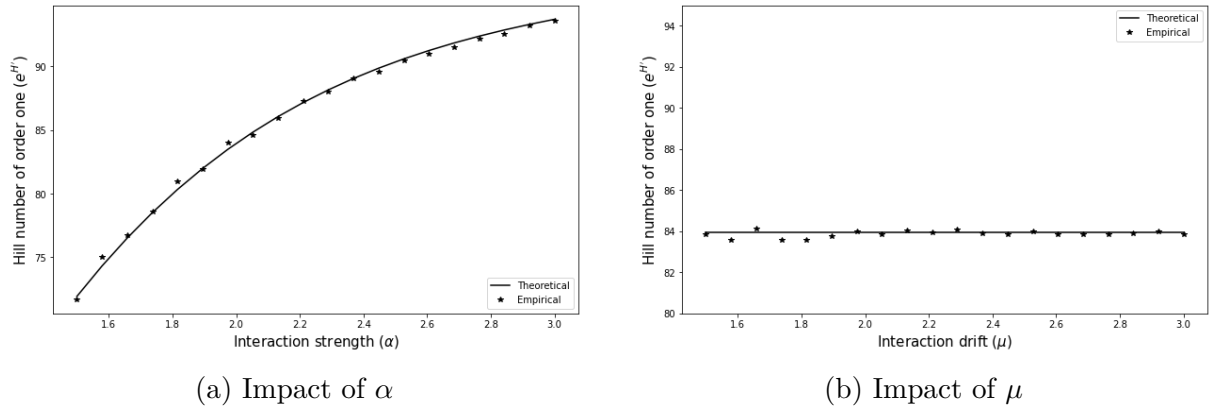 Hill number of order one (e^{H'})
90
85
80
75
1.6 1.8 2.0 2.2 2.4 2.6 2.8 3.0
Interaction strength (α)
Theoretical
Empirical
(a) Impact of α
Hill number of order one (e^{H'})
94
92
90
88
86
84
82
80
1.6 1.8 2.0 2.2 2.4 2.6 2.8 3.0
Interaction drift (μ)
Theoretical
Empirical
(b) Impact of μ